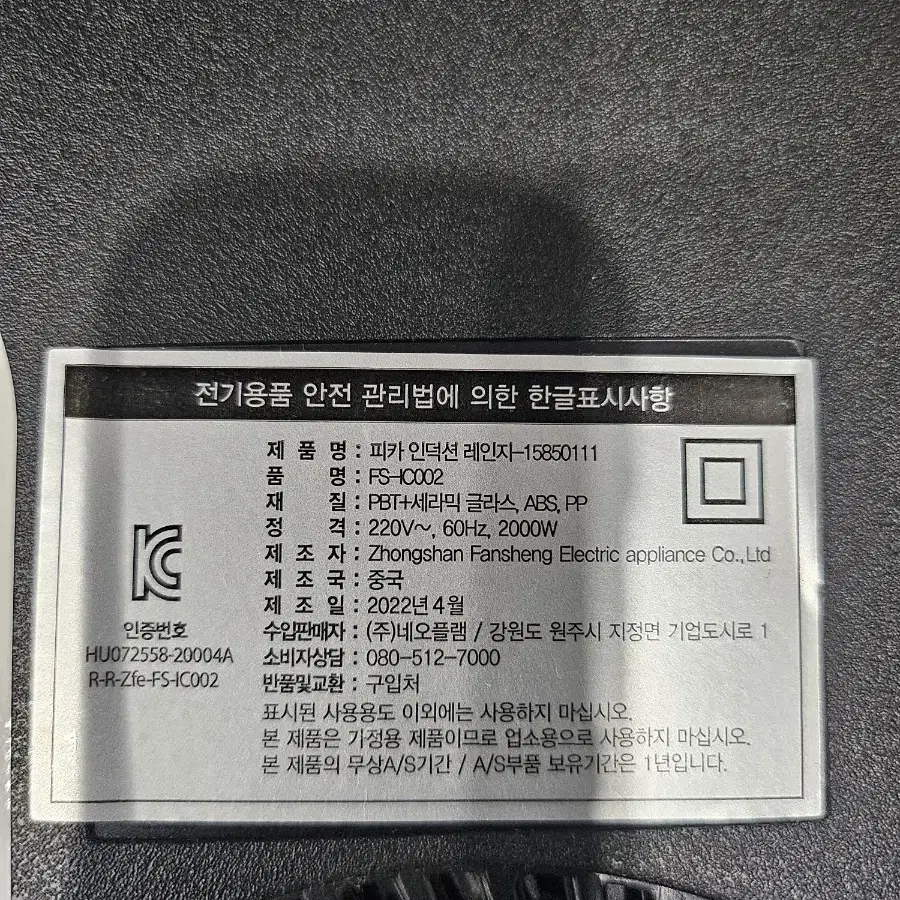 전기용품 안전 관리법에 의한 한글표시사항
제 품 명 : 피카 인덕션 레인지-15850111
품 명 : FS-IC002
재 질 : PBT+세라믹 글라스, ABS, PP
정 격 : 220V~, 60Hz, 2000W
제 조 자 : Zhongshan Fansheng Electric appliance Co.,Ltd
제 조 국 : 중국
제 조 일 : 2022년 4월
수입판매자 : (주)네오플램 / 강원도 원주시 지정면 기업도시로 1
소비자상담 : 080-512-7000
반품및교환 : 구입처
표시된 사용용도 이외에는 사용하지 마십시오.
본 제품은 가정용 제품이므로 업소용으로 사용하지 마십시오.
본 제품의 무상A/S기간 / A/S부품 보유기간은 1년입니다.
인증번호
HU072558-20004A
R-R-Zfe-FS-IC002